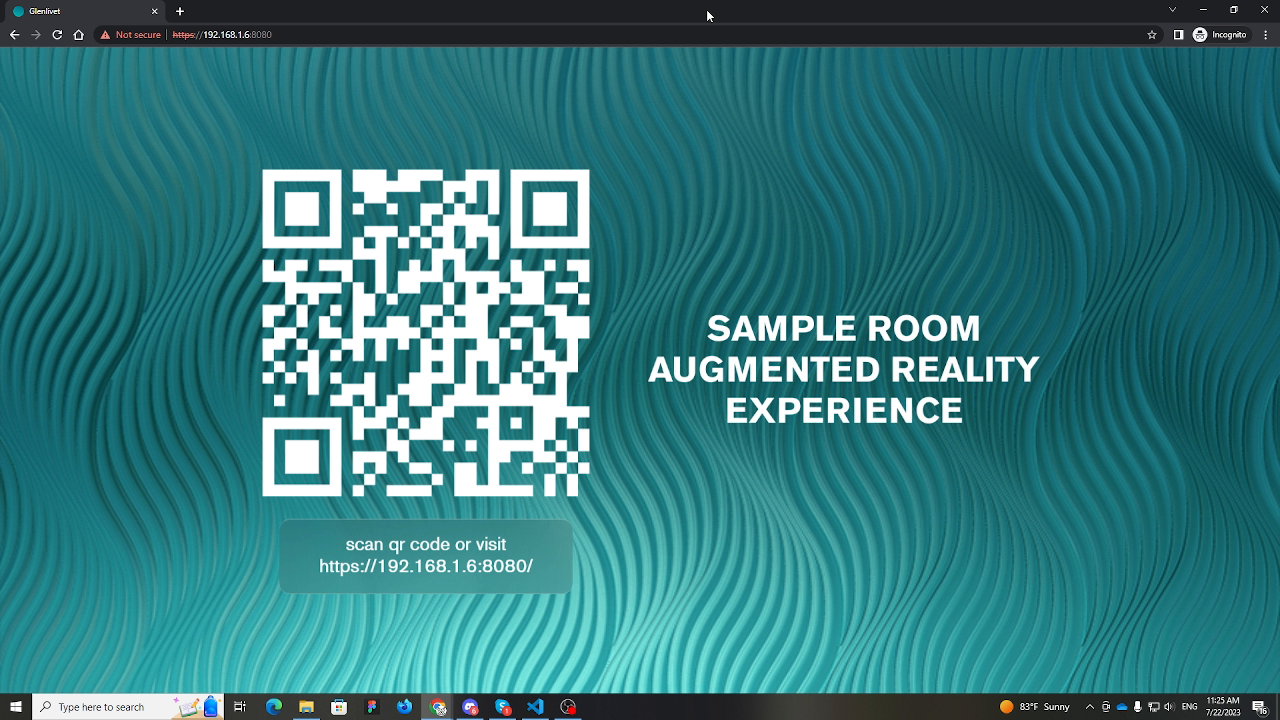 Glenlivet
Not secure
https://192.168.1.6:8080
Incognito
SAMPLE ROOM
AUGMENTED REALITY
EXPERIENCE
scan qr code or visit
https://192.168.1.6:8080/
Type here to search
83°F Sunny
ENG
11:25 AM
7/22/2023